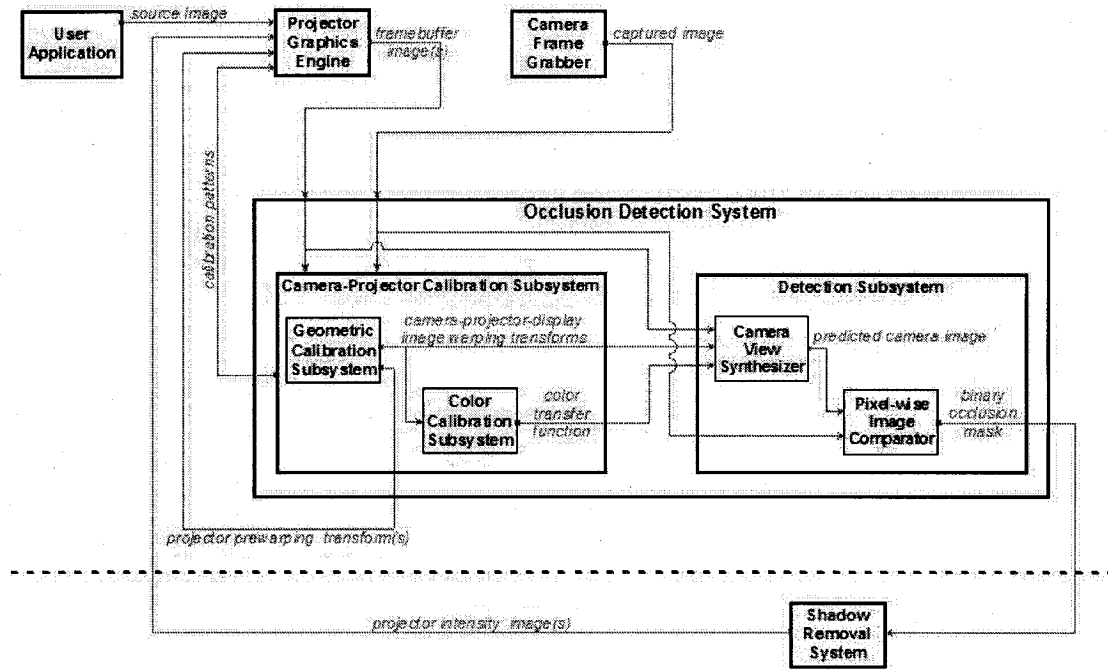 source image
User
Application
Projector
Graphics
Engine
framebuffer
image(s)
Camera
Frame
Grabber
captured image
calibration patterns
Occlusion Detection System
Camera-Projector Calibration Subsystem
Geometric
Calibration
Subsystem
camera-projector-display
image warping transforms
Color
Calibration
Subsystem
color
transfer
function
Detection Subsystem
Camera
View
Synthesizer
predicted camera image
Pixel-wise
Image
Comparator
binary
occlusion
mask
projector prewarping transform(s)
projector intensity image(s)
Shadow
Removal
System